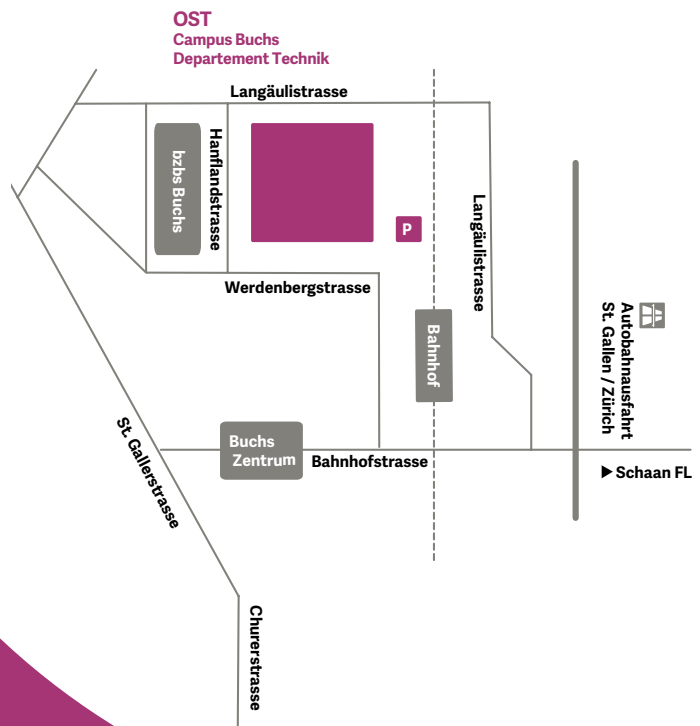 OST
Campus Buchs
Departement Technik
Langäulistrasse
bzbs Buchs
Hanflandstrasse
P
Langäulistrasse
Werdenbergstrasse
Bahnhof
Autobahnausfahrt
St. Gallen / Zürich
St. Gallerstrasse
Buchs
Zentrum
Bahnhofstrasse
Schaan FL
Churerstrasse